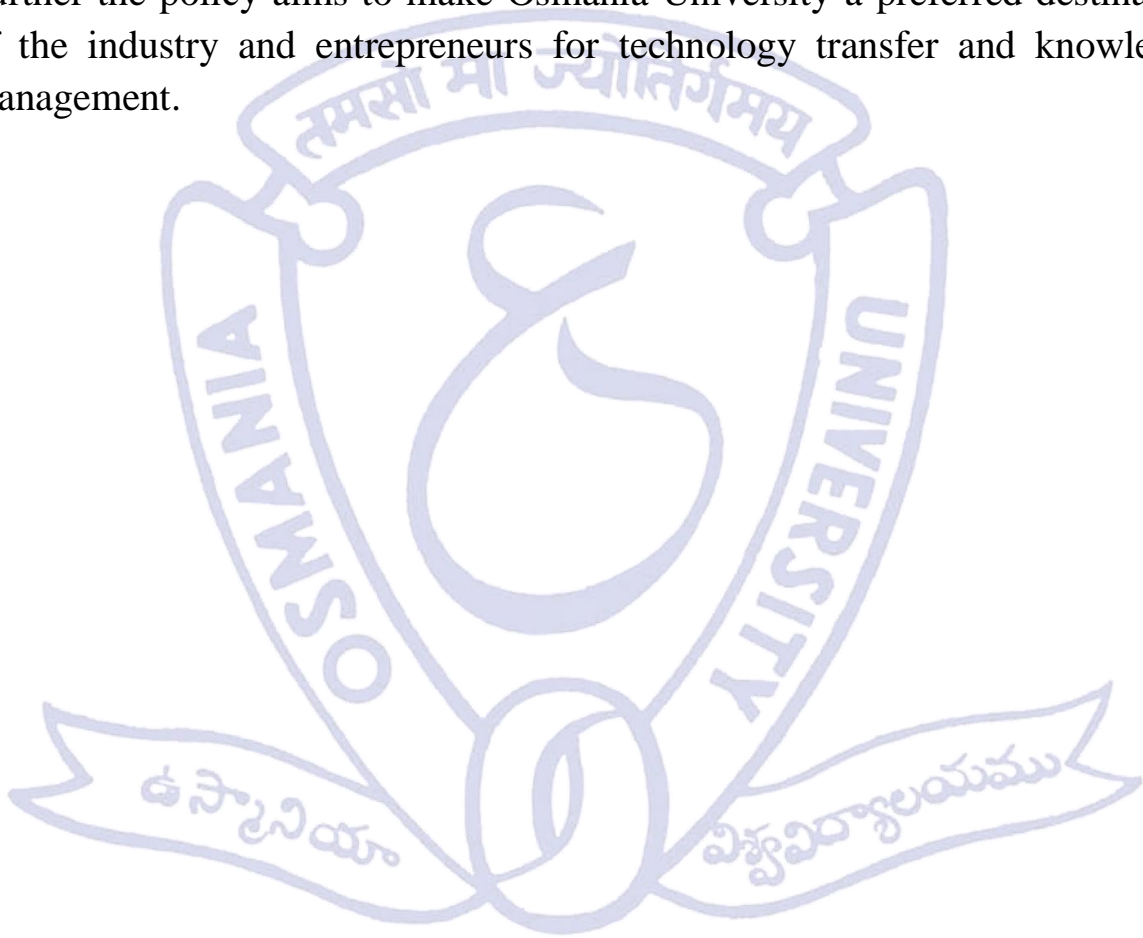 urther the policy aims to make Osmania University a preferred destina
f the industry and entrepreneurs for technology transfer and knowle
anagement.
तमसो मा ज्योतिर्गमय
OSMANIA
UNIVERSITY
ع
ఉస్మానియా
విశ్వవిద్యాలయము